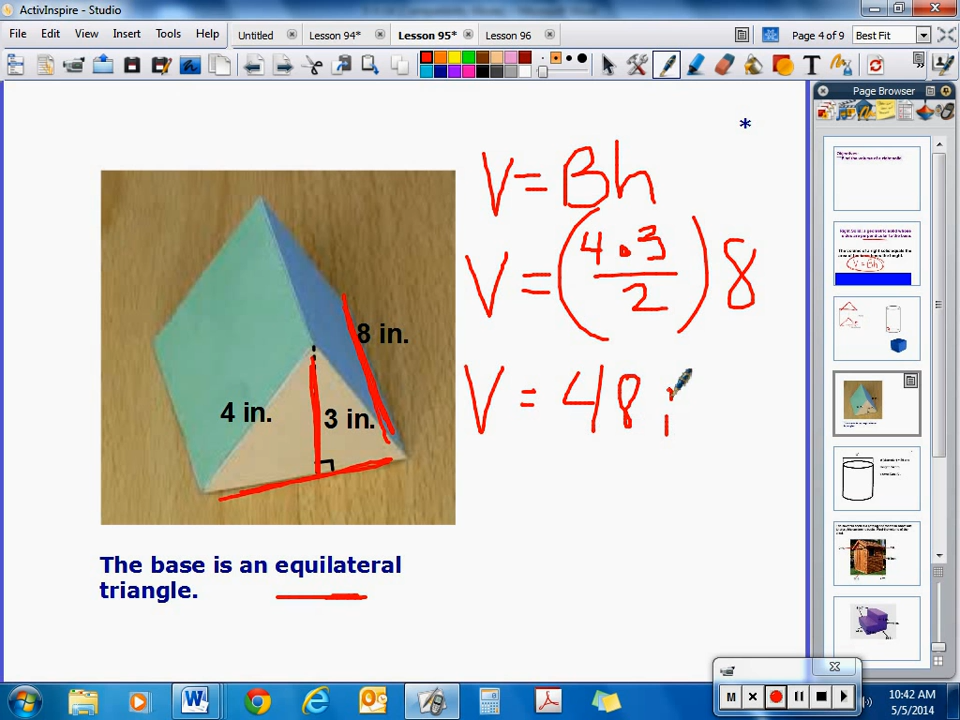 ActivInspire - Studio
File Edit View Insert Tools Help
Untitled Lesson 94* Lesson 95* Lesson 96
Page 4 of 9 Best Fit
Page Browser
*
V = Bh
V = (4 · 3 / 2) 8
V = 48 i
8 in.
4 in.
3 in.
The base is an equilateral
triangle.
V = Bh
M
10:42 AM
5/5/2014